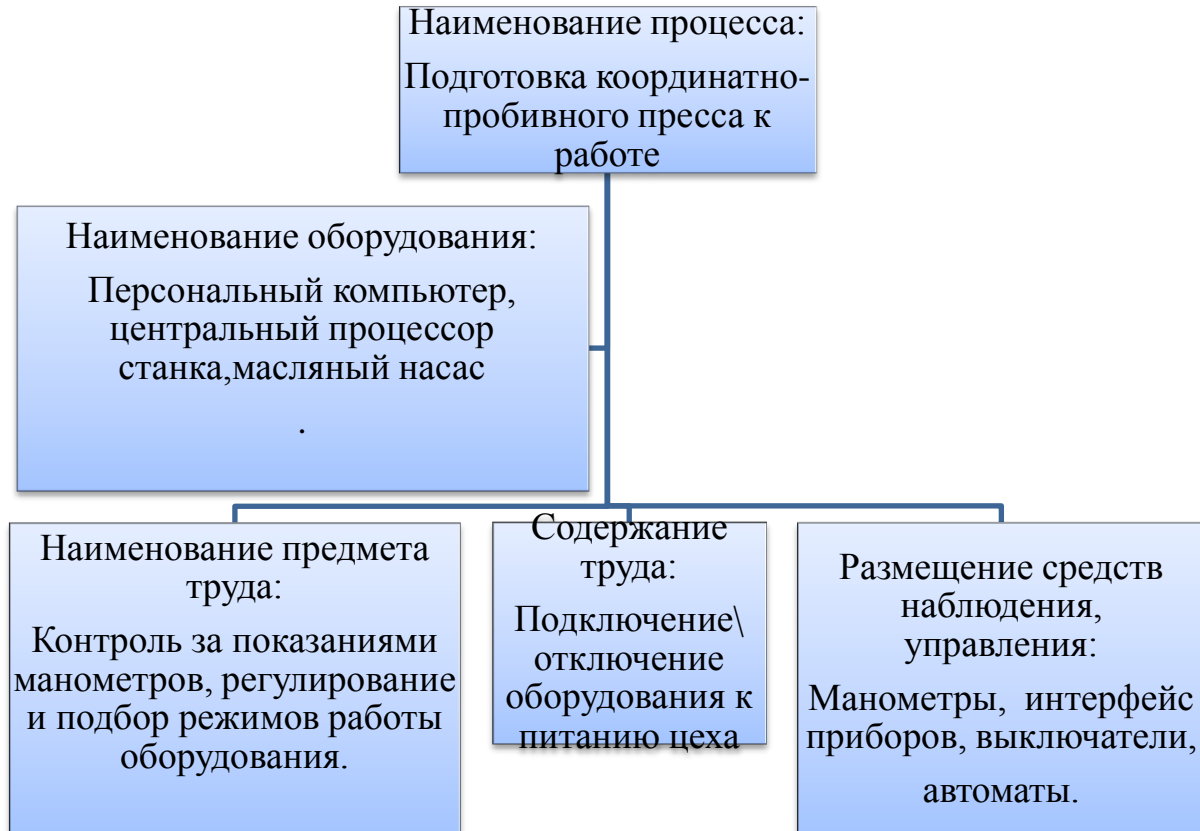 Наименование процесса:
Подготовка координатно-
пробивного пресса к
работе
Наименование оборудования:
Персональный компьютер,
центральный процессор
станка,масляный насас
.
Наименование предмета
труда:
Контроль за показаниями
манометров, регулирование
и подбор режимов работы
оборудования.
Содержание
труда:
Подключение\
отключение
оборудования к
питанию цеха
Размещение средств
наблюдения,
управления:
Манометры, интерфейс
приборов, выключатели,
автоматы.